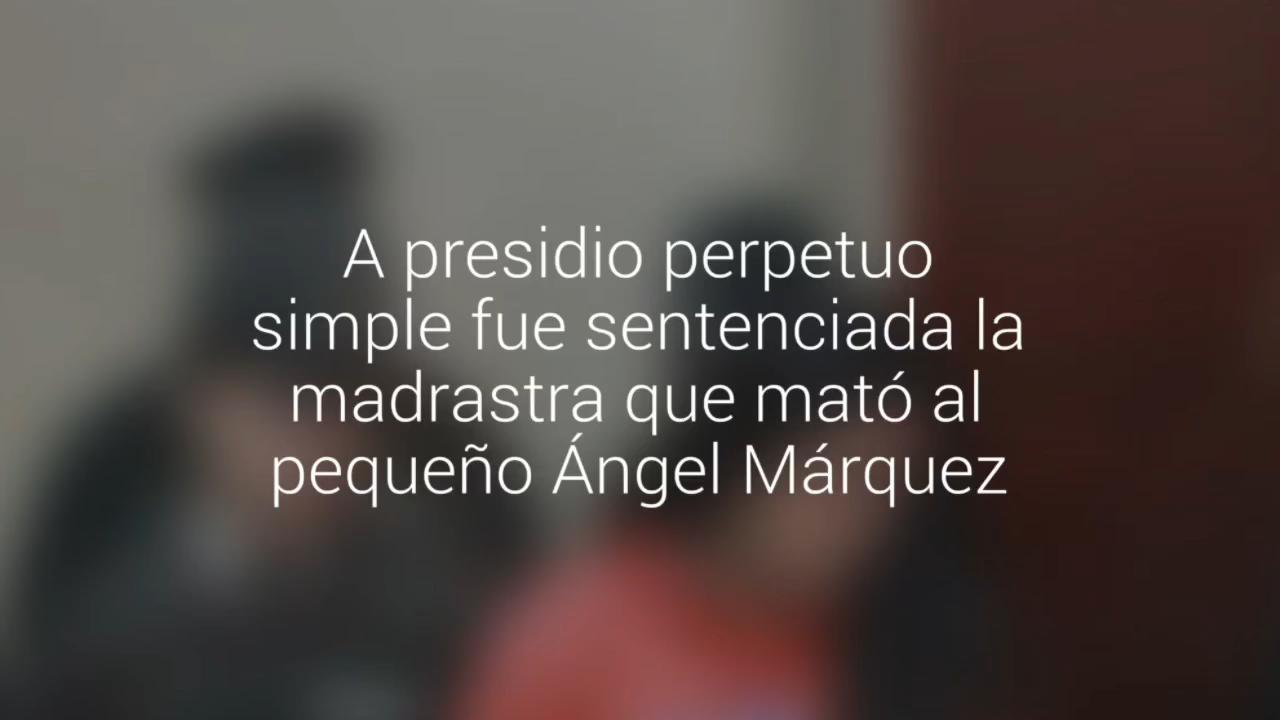 A presidio perpetuo
simple fue sentenciada la
madrastra que mató al
pequeño Ángel Márquez